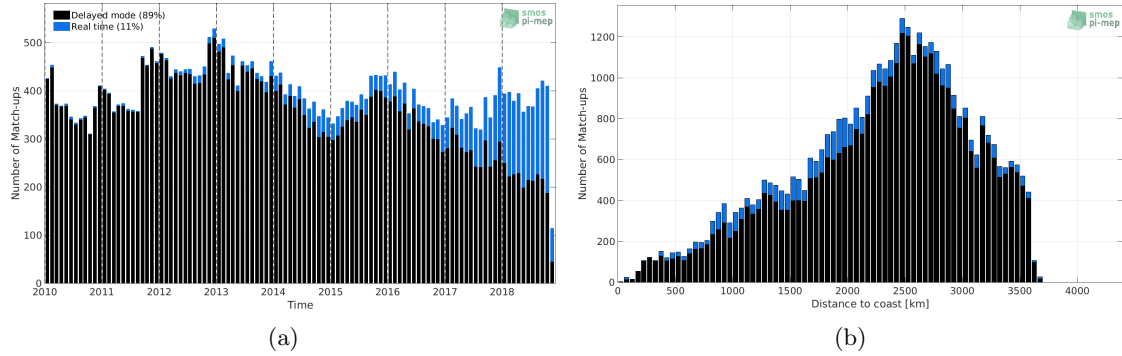 Delayed mode (89%)
Real time (11%)
smos
pi-mep
500
400
300
200
100
0
Number of Match-ups
2010 2011 2012 2013 2014 2015 2016 2017 2018
Time
(a)
smos
pi-mep
1200
1000
800
600
400
200
0
Number of Match-ups
0 500 1000 1500 2000 2500 3000 3500 4000
Distance to coast [km]
(b)